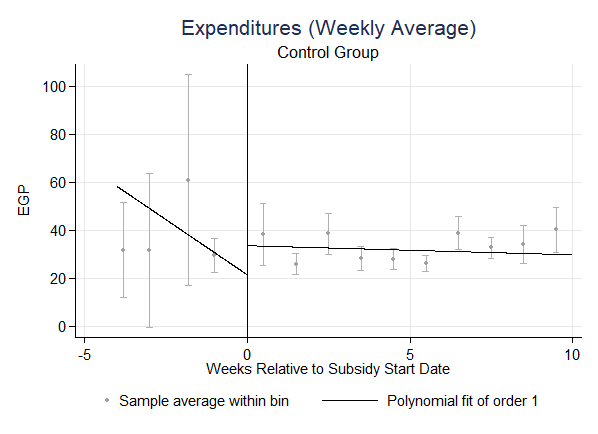 Expenditures (Weekly Average)
Control Group
EGP
100
80
60
40
20
0
-5
0
5
10
Weeks Relative to Subsidy Start Date
Sample average within bin
Polynomial fit of order 1